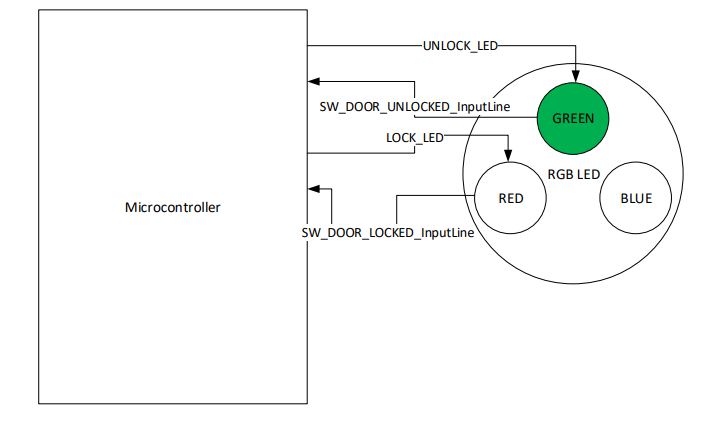 UNLOCK_LED
SW_DOOR_UNLOCKED_InputLine
GREEN
LOCK_LED
RGB LED
RED
BLUE
Microcontroller
SW_DOOR_LOCKED_InputLine